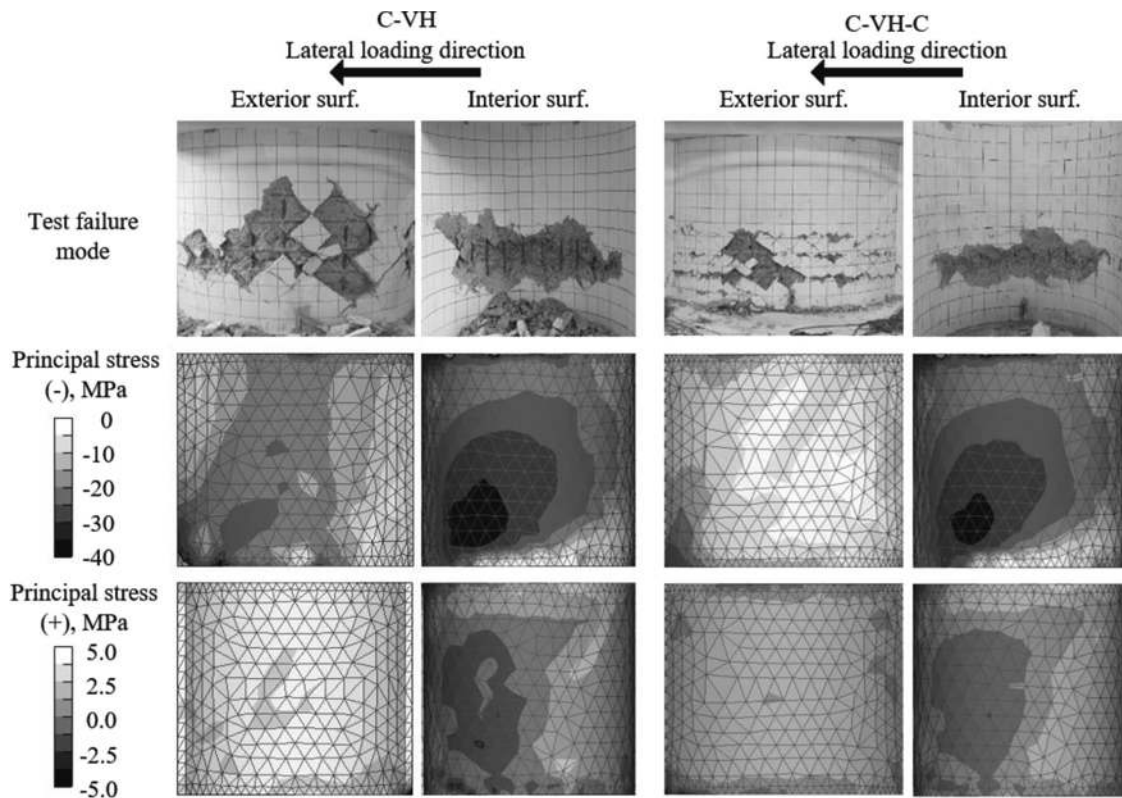 C-VH
Lateral loading direction
Exterior surf.
Interior surf.
C-VH-C
Lateral loading direction
Exterior surf.
Interior surf.
Test failure
mode
Principal stress
(-), MPa
0
-10
-20
-30
-40
Principal stress
(+), MPa
5.0
2.5
0.0
-2.5
-5.0